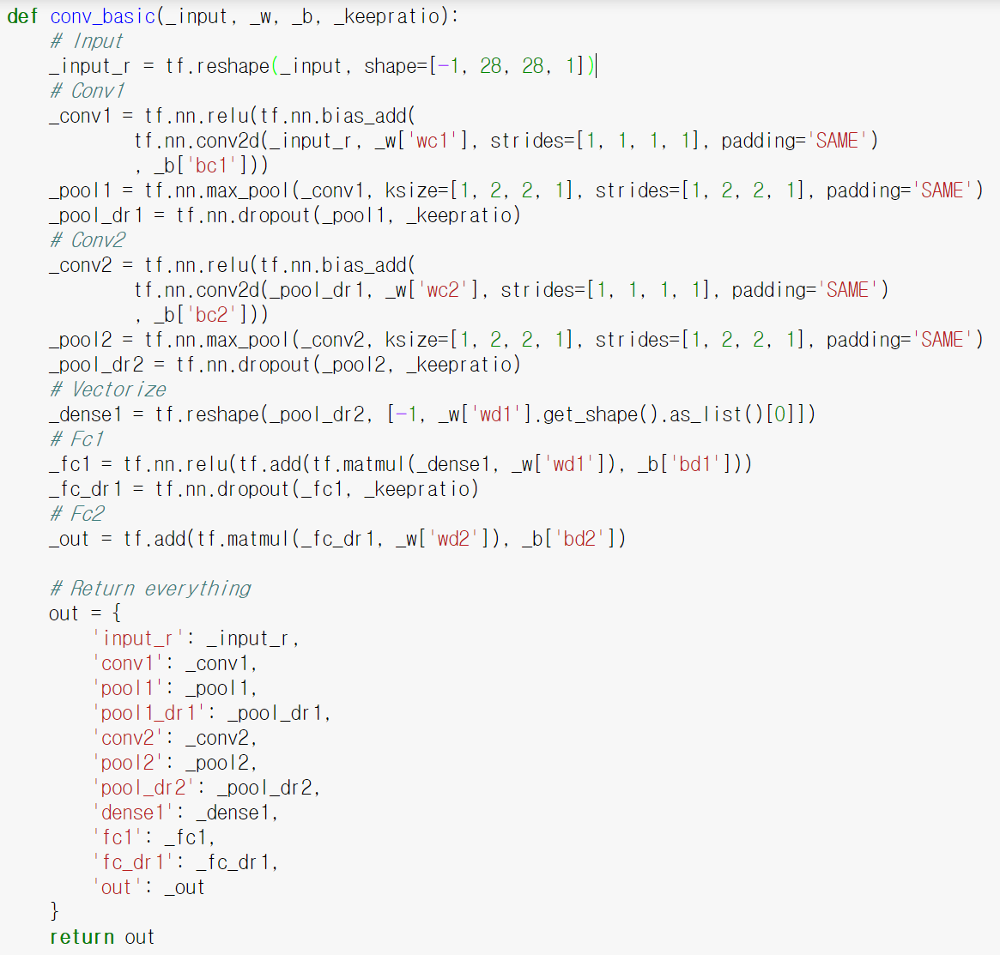 def conv_basic(_input, _w, _b, _keepratio):
    # Input
    _input_r = tf.reshape(_input, shape=[-1, 28, 28, 1])
    # Conv1
    _conv1 = tf.nn.relu(tf.nn.bias_add(
            tf.nn.conv2d(_input_r, _w['wc1'], strides=[1, 1, 1, 1], padding='SAME')
            , _b['bc1']))
    _pool1 = tf.nn.max_pool(_conv1, ksize=[1, 2, 2, 1], strides=[1, 2, 2, 1], padding='SAME')
    _pool_dr1 = tf.nn.dropout(_pool1, _keepratio)
    # Conv2
    _conv2 = tf.nn.relu(tf.nn.bias_add(
            tf.nn.conv2d(_pool_dr1, _w['wc2'], strides=[1, 1, 1, 1], padding='SAME')
            , _b['bc2']))
    _pool2 = tf.nn.max_pool(_conv2, ksize=[1, 2, 2, 1], strides=[1, 2, 2, 1], padding='SAME')
    _pool_dr2 = tf.nn.dropout(_pool2, _keepratio)
    # Vectorize
    _dense1 = tf.reshape(_pool_dr2, [-1, _w['wd1'].get_shape().as_list()[0]])
    # Fc1
    _fc1 = tf.nn.relu(tf.add(tf.matmul(_dense1, _w['wd1']), _b['bd1']))
    _fc_dr1 = tf.nn.dropout(_fc1, _keepratio)
    # Fc2
    _out = tf.add(tf.matmul(_fc_dr1, _w['wd2']), _b['bd2'])

    # Return everything
    out = {
        'input_r': _input_r,
        'conv1': _conv1,
        'pool1': _pool1,
        'pool1_dr1': _pool_dr1,
        'conv2': _conv2,
        'pool2': _pool2,
        'pool_dr2': _pool_dr2,
        'dense1': _dense1,
        'fc1': _fc1,
        'fc_dr1': _fc_dr1,
        'out': _out
    }
    return out